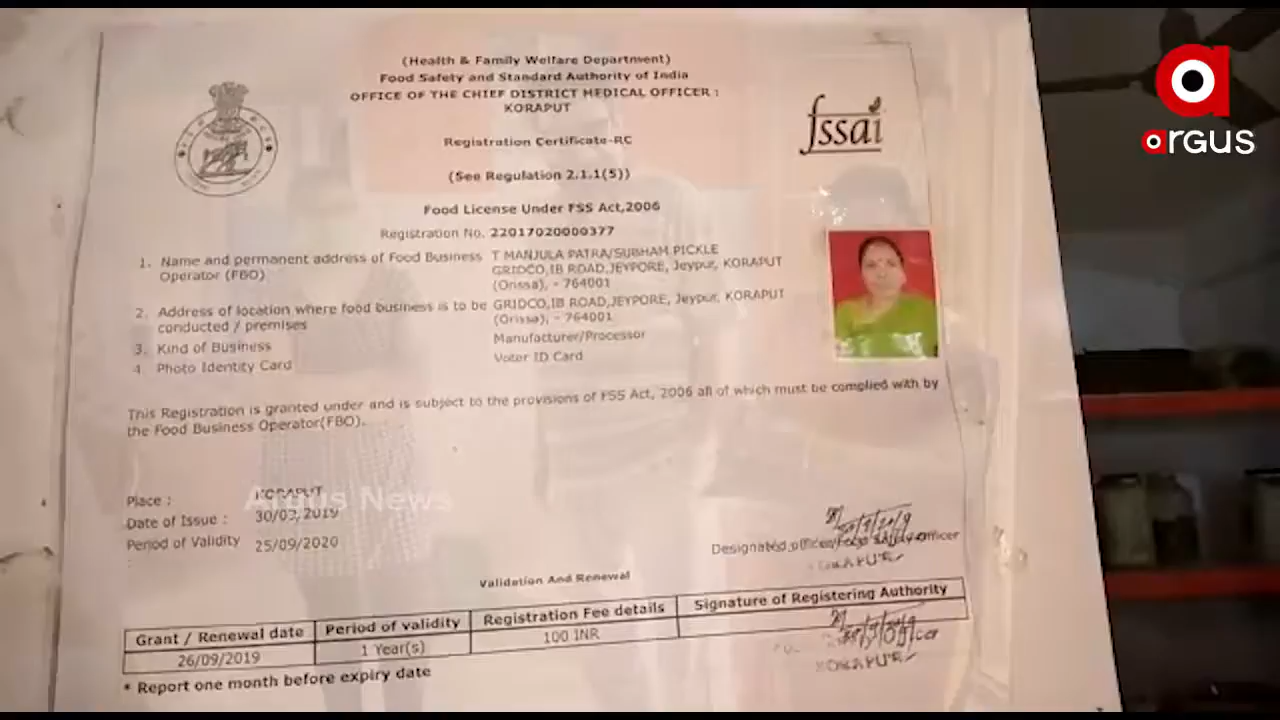 (Health & Family Welfare Department)
Food Safety and Standard Authority of India
OFFICE OF THE CHIEF DISTRICT MEDICAL OFFICER :
KORAPUT
fssai
argus
Registration Certificate-RC
(See Regulation 2.1.1(5))
Food License Under FSS Act,2006
Registration No. 22017020000377
1. Name and permanent address of Food Business Operator (FBO)
T MANJULA PATRA/SUBHAM PICKLE
GRIDCO,IB ROAD,JEYPORE, Jeypur, KORAPUT
(Orissa), - 764001
2. Address of location where food business is to be conducted / premises
GRIDCO,IB ROAD,JEYPORE, Jeypur, KORAPUT
(Orissa), - 764001
3. Kind of Business Manufacturer/Processor
4. Photo Identity Card Voter ID Card
This Registration is granted under and is subject to the provisions of FSS Act, 2006 all of which must be complied with by
the Food Business Operator(FBO).
Place : KORAPUT
Argus News
Date of Issue : 30/09/2019
Period of Validity 25/09/2020
Designated officer/Food Safety Officer
KORAPUT
Validation And Renewal
Grant / Renewal date Period of validity Registration Fee details Signature of Registering Authority
26/09/2019 1 Year(s) 100 INR
KORAPUT
* Report one month before expiry date